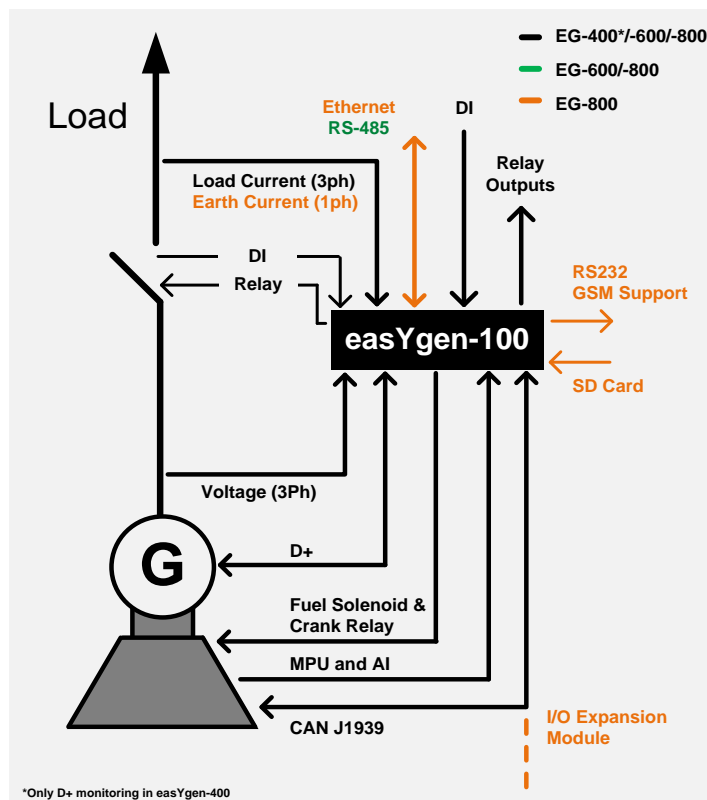 EG-400*/-600/-800
EG-600/-800
EG-800
Load
Ethernet
RS-485
DI
Relay
Outputs
Load Current (3ph)
Earth Current (1ph)
DI
Relay
RS232
GSM Support
easYgen-100
SD Card
Voltage (3Ph)
G
D+
Fuel Solenoid &
Crank Relay
MPU and AI
CAN J1939
I/O Expansion
Module
*Only D+ monitoring in easYgen-400